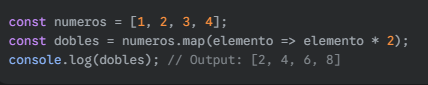 const numeros = [1, 2, 3, 4];
const dobles = numeros.map(elemento => elemento * 2);
console.log(dobles); // Output: [2, 4, 6, 8]